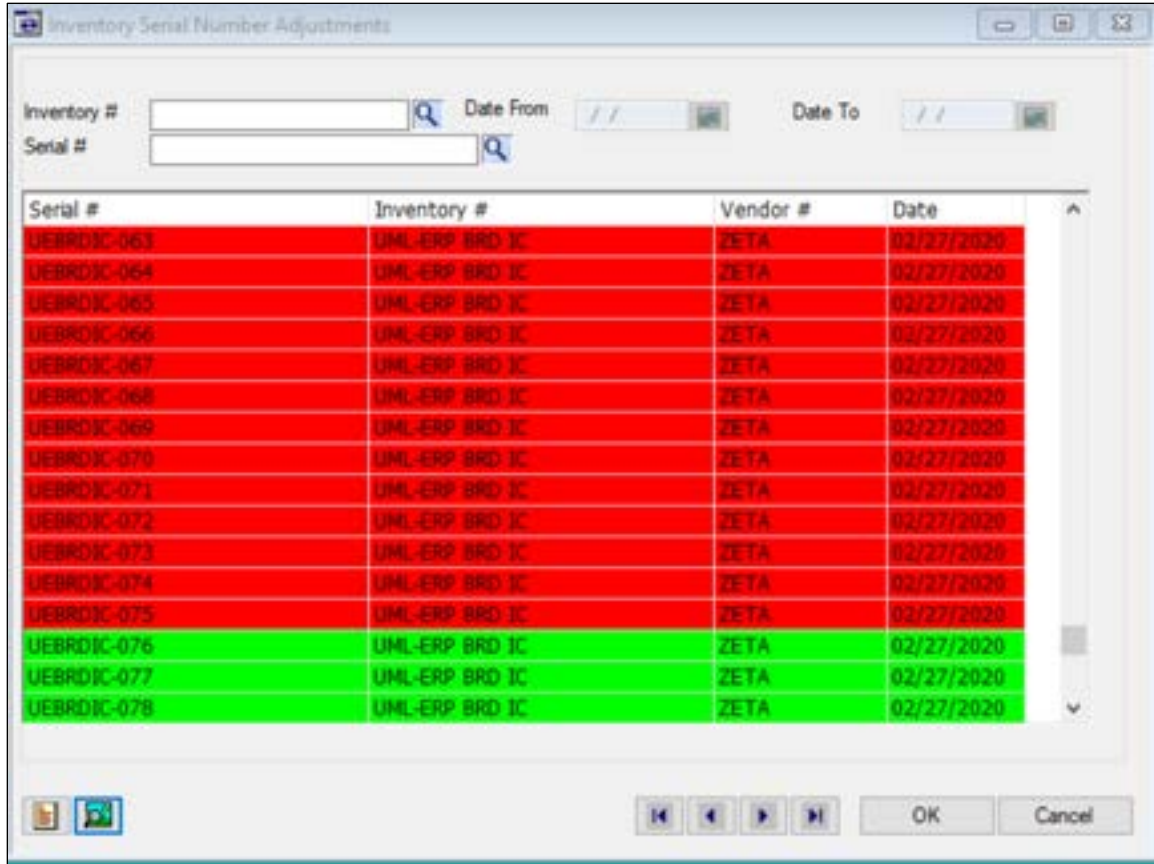 Inventory Serial Number Adjustments
Inventory # Date From / / Date To / /
Serial #
Serial # Inventory # Vendor # Date
UEBRDIC-063 UML-ERP BRD IC ZETA 02/27/2020
UEBRDIC-064 UML-ERP BRD IC ZETA 02/27/2020
UEBRDIC-065 UML-ERP BRD IC ZETA 02/27/2020
UEBRDIC-066 UML-ERP BRD IC ZETA 02/27/2020
UEBRDIC-067 UML-ERP BRD IC ZETA 02/27/2020
UEBRDIC-068 UML-ERP BRD IC ZETA 02/27/2020
UEBRDIC-069 UML-ERP BRD IC ZETA 02/27/2020
UEBRDIC-070 UML-ERP BRD IC ZETA 02/27/2020
UEBRDIC-071 UML-ERP BRD IC ZETA 02/27/2020
UEBRDIC-072 UML-ERP BRD IC ZETA 02/27/2020
UEBRDIC-073 UML-ERP BRD IC ZETA 02/27/2020
UEBRDIC-074 UML-ERP BRD IC ZETA 02/27/2020
UEBRDIC-075 UML-ERP BRD IC ZETA 02/27/2020
UEBRDIC-076 UML-ERP BRD IC ZETA 02/27/2020
UEBRDIC-077 UML-ERP BRD IC ZETA 02/27/2020
UEBRDIC-078 UML-ERP BRD IC ZETA 02/27/2020
OK Cancel